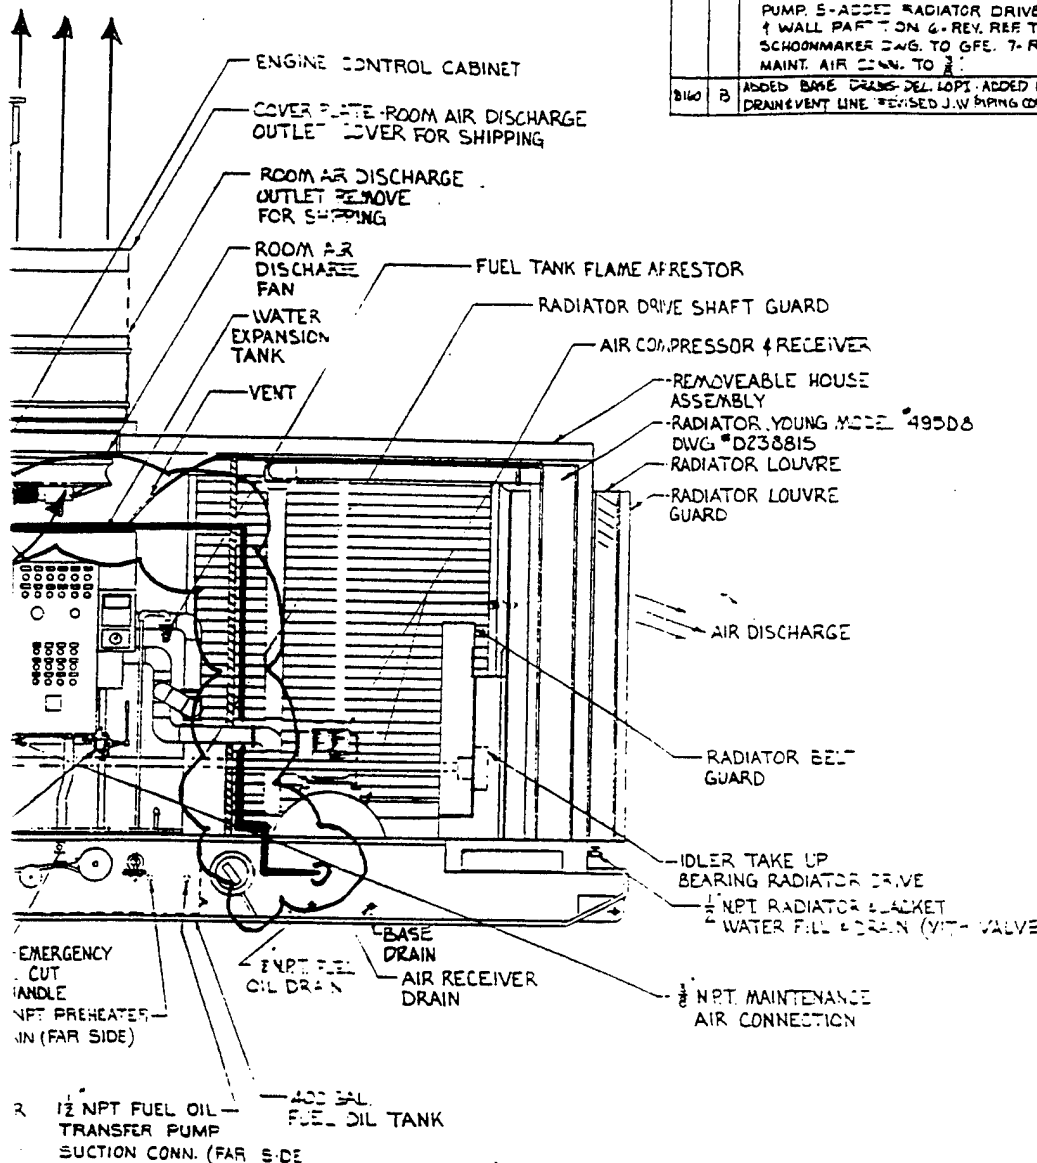 PUMP. 5-ADDED RADIATOR DRIVE
& WALL PARTITION 6-REV. REF. T
SCHOONMAKER DWG. TO GFE. 7-R
MAINT. AIR CONN. TO
8160 B ADDED BASE DEL. LOPI. ADDED
DRAIN & VENT LINE REVISED J.W PIPING CO
ENGINE CONTROL CABINET
COVER PLATE-ROOM AIR DISCHARGE
OUTLET COVER FOR SHIPPING
ROOM AIR DISCHARGE
OUTLET REMOVE
FOR SHIPPING
ROOM AIR
DISCHARGE
FAN
WATER
EXPANSION
TANK
VENT
FUEL TANK FLAME ARRESTOR
RADIATOR DRIVE SHAFT GUARD
AIR COMPRESSOR & RECEIVER
REMOVEABLE HOUSE
ASSEMBLY
RADIATOR, YOUNG MODEL #495D8
DWG #D238815
RADIATOR LOUVRE
RADIATOR LOUVRE
GUARD
AIR DISCHARGE
RADIATOR BELT
GUARD
IDLER TAKE UP
BEARING RADIATOR DRIVE
1/2" NPT RADIATOR & JACKET
WATER FILL & DRAIN (WITH VALVE
NPT. MAINTENANCE
AIR CONNECTION
BASE
DRAIN
AIR RECEIVER
DRAIN
NPT FUEL
OIL DRAIN
EMERGENCY
CUT
HANDLE
NPT PREHEATER
IN (FAR SIDE)
400 GAL.
FUEL OIL TANK
R 1 1/2" NPT FUEL OIL
TRANSFER PUMP
SUCTION CONN. (FAR SIDE